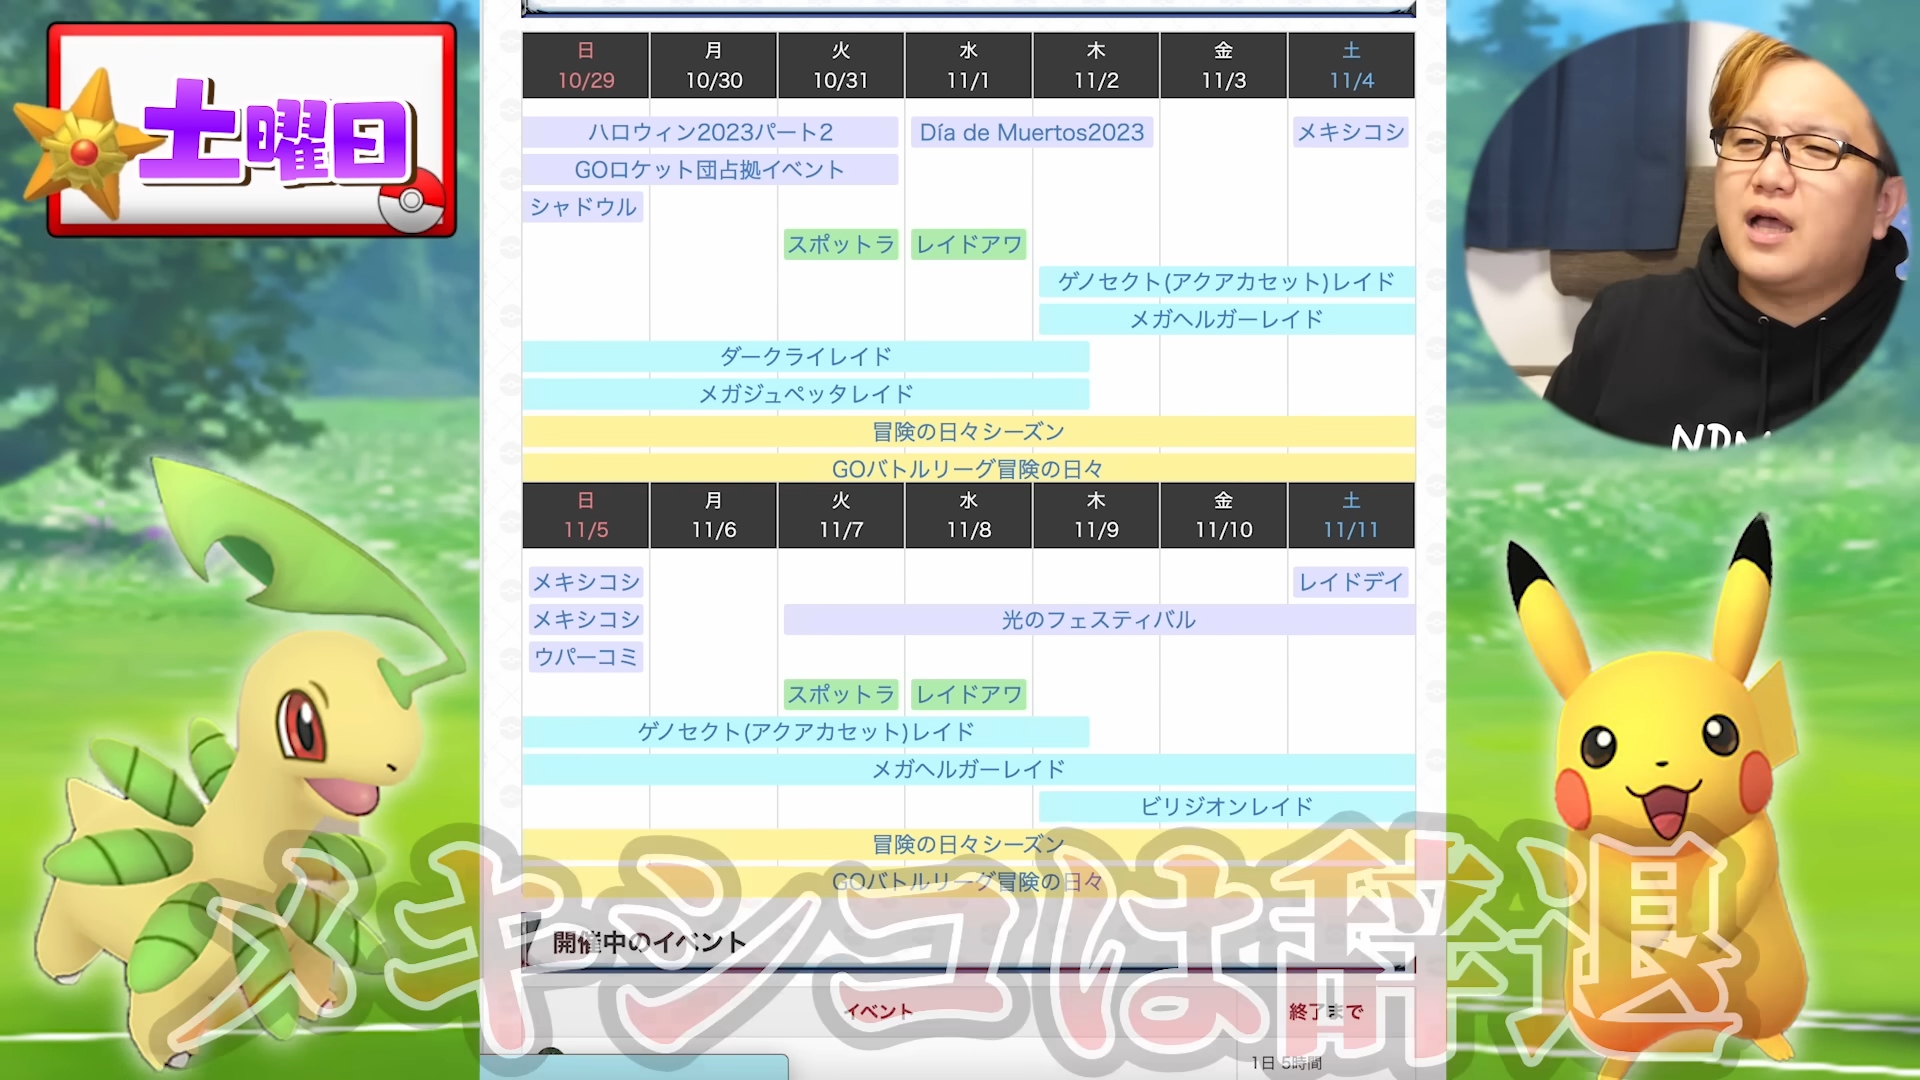 土曜日
日 月 火 水 木 金 土
10/29 10/30 10/31 11/1 11/2 11/3 11/4
ハロウィン2023パート2 Día de Muertos2023 メキシコシ
GOロケット団占拠イベント
シャドウル
スポットラ レイドアワ
ゲノセクト(アクアカセット)レイド
メガヘルガーレイド
ダークライレイド
メガジュペッタレイド
冒険の日々シーズン
GOバトルリーグ冒険の日々
日 月 火 水 木 金 土
11/5 11/6 11/7 11/8 11/9 11/10 11/11
メキシコシ レイドデイ
メキシコシ 光のフェスティバル
ウパーコミ
スポットラ レイドアワ
ゲノセクト(アクアカセット)レイド
メガヘルガーレイド
ビリジオンレイド
冒険の日々シーズン
GOバトルリーグ冒険の日々
メキシコは辞退
開催中のイベント
イベント 終了まで
1日 5時間